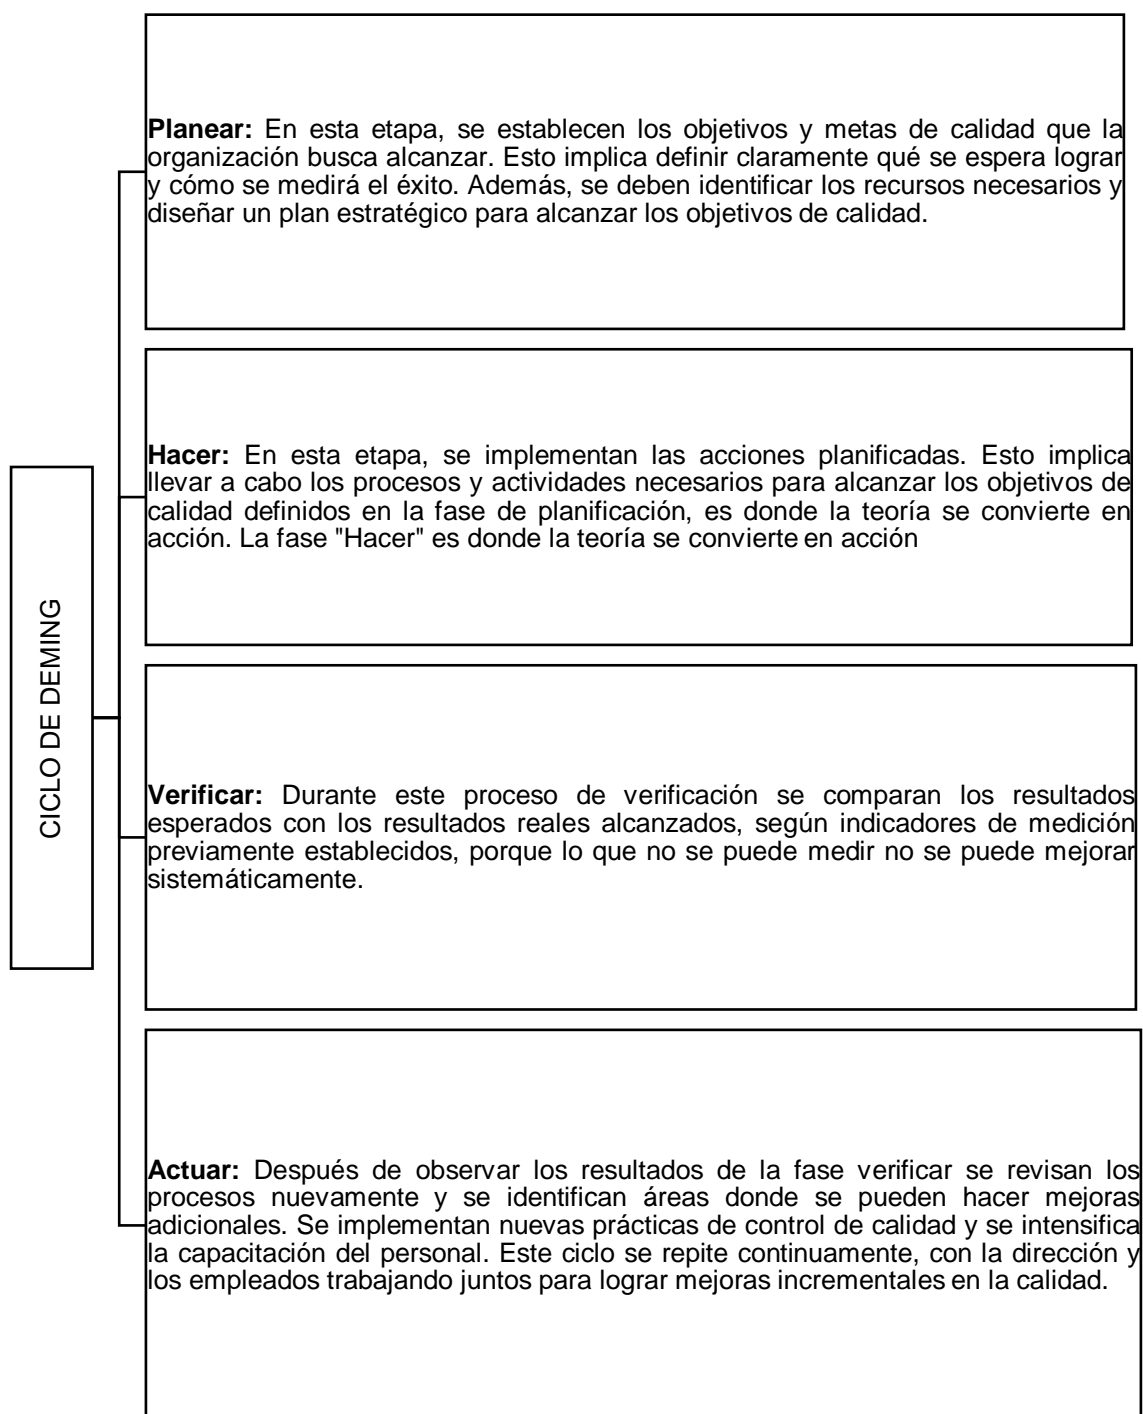 Planear: En esta etapa, se establecen los objetivos y metas de calidad que la
organización busca alcanzar. Esto implica definir claramente qué se espera lograr
y cómo se medirá el éxito. Además, se deben identificar los recursos necesarios y
diseñar un plan estratégico para alcanzar los objetivos de calidad.
Hacer: En esta etapa, se implementan las acciones planificadas. Esto implica
llevar a cabo los procesos y actividades necesarios para alcanzar los objetivos de
calidad definidos en la fase de planificación, es donde la teoría se convierte en
acción. La fase "Hacer" es donde la teoría se convierte en acción
CICLO DE DEMING
Verificar: Durante este proceso de verificación se comparan los resultados
esperados con los resultados reales alcanzados, según indicadores de medición
previamente establecidos, porque lo que no se puede medir no se puede mejorar
sistemáticamente.
Actuar: Después de observar los resultados de la fase verificar se revisan los
procesos nuevamente y se identifican áreas donde se pueden hacer mejoras
adicionales. Se implementan nuevas prácticas de control de calidad y se intensifica
la capacitación del personal. Este ciclo se repite continuamente, con la dirección y
los empleados trabajando juntos para lograr mejoras incrementales en la calidad.